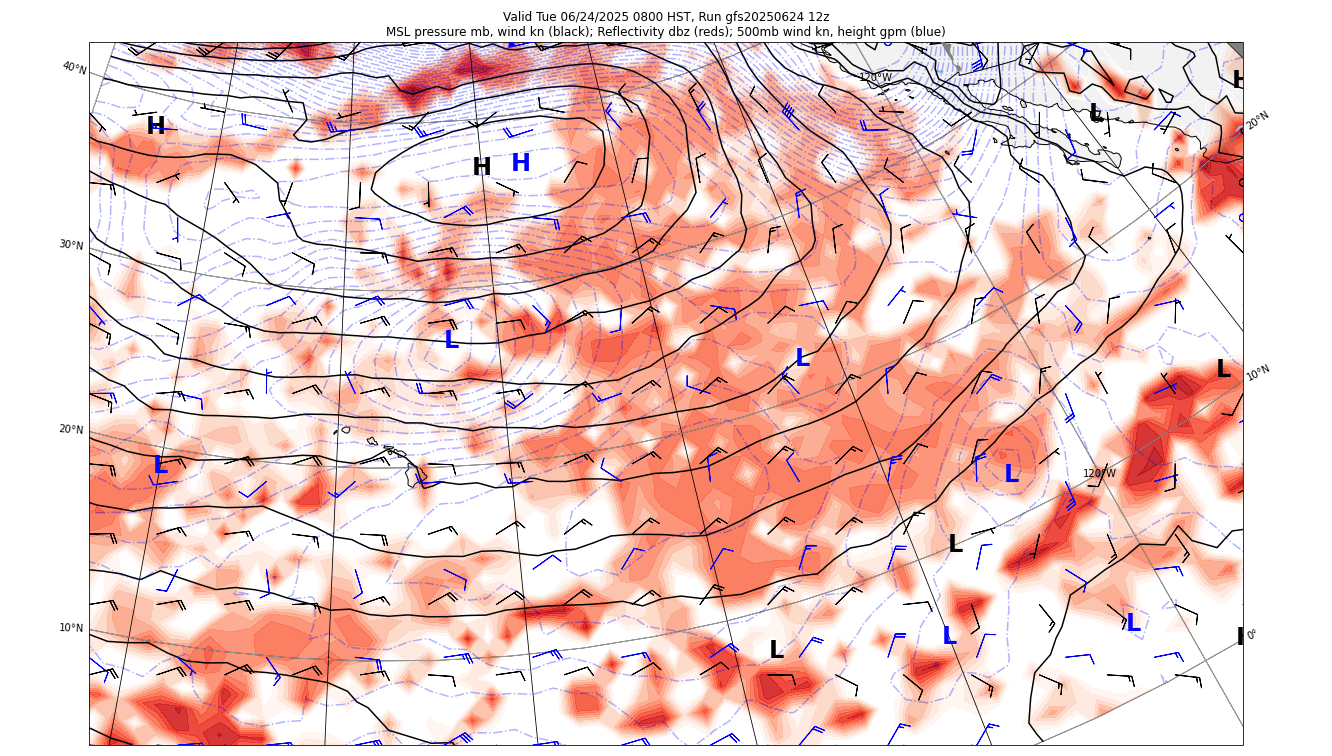 Valid Tue 06/24/2025 0800 HST, Run gfs20250624 12z
MSL pressure mb, wind kn (black); Reflectivity dbz (reds); 500mb wind kn, height gpm (blue)
40°N
120°W
H
L
20°N
H
H
H
30°N
L
L
L
10°N
20°N
L
L
120°W
L
10°N
L
L
L
0°